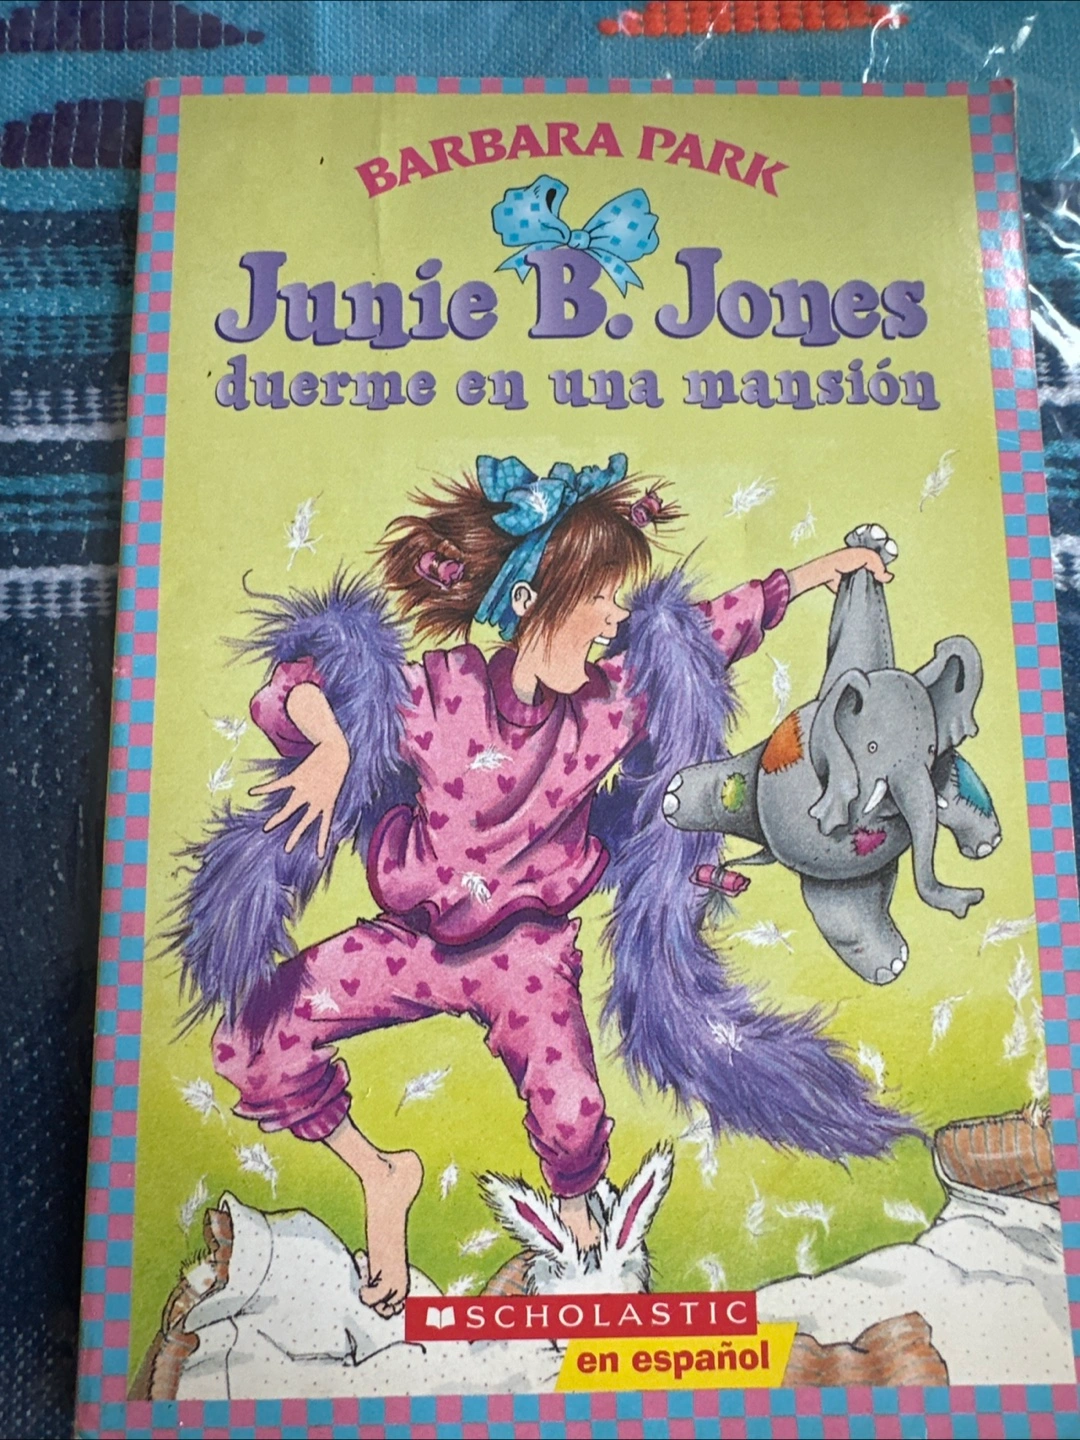 BARBARA PARK
Junie B. Jones
duerme en una mansión
SCHOLASTIC
en español